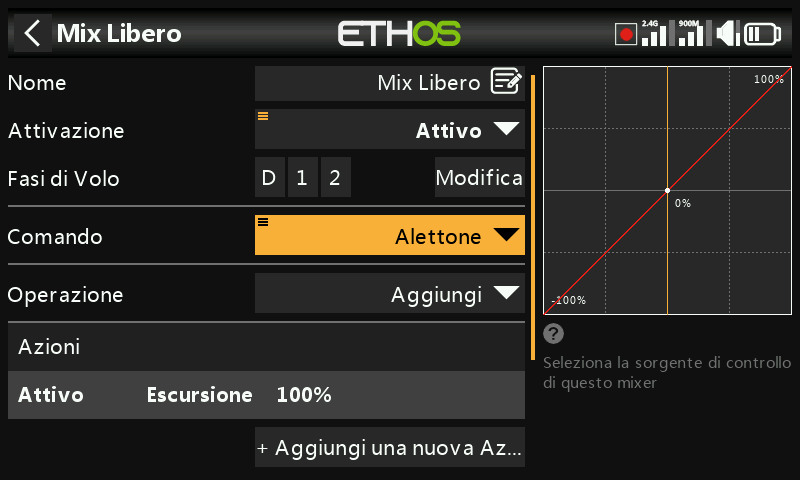 Mix Libero
ETHOS
2.4G
900M
Nome
Mix Libero
Attivazione
Attivo
Fasi di Volo
D 1 2
Modifica
Comando
Alettone
Operazione
Aggiungi
Azioni
Attivo Escursione 100%
+ Aggiungi una nuova Az...
100%
0%
-100%
?
Seleziona la sorgente di controllo
di questo mixer